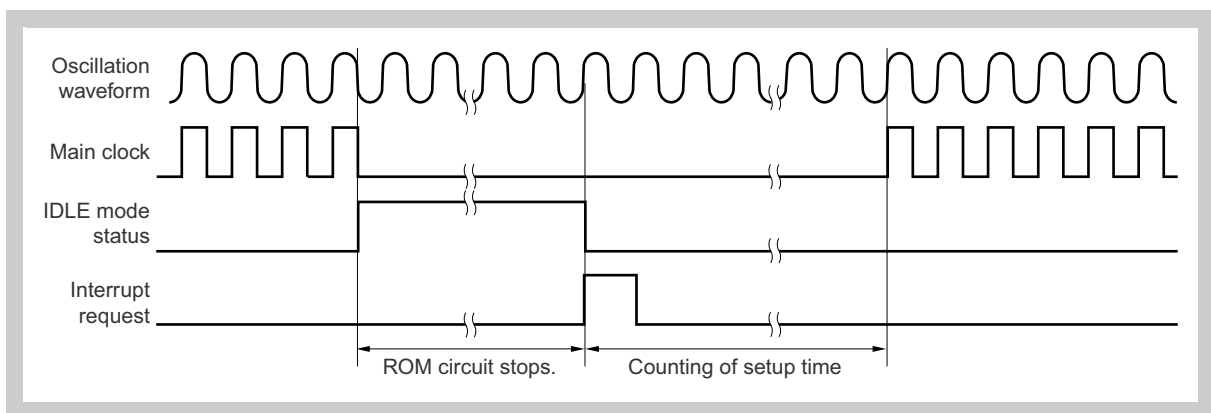 Oscillation
waveform
Main clock
IDLE mode
status
Interrupt
request
ROM circuit stops.
Counting of setup time